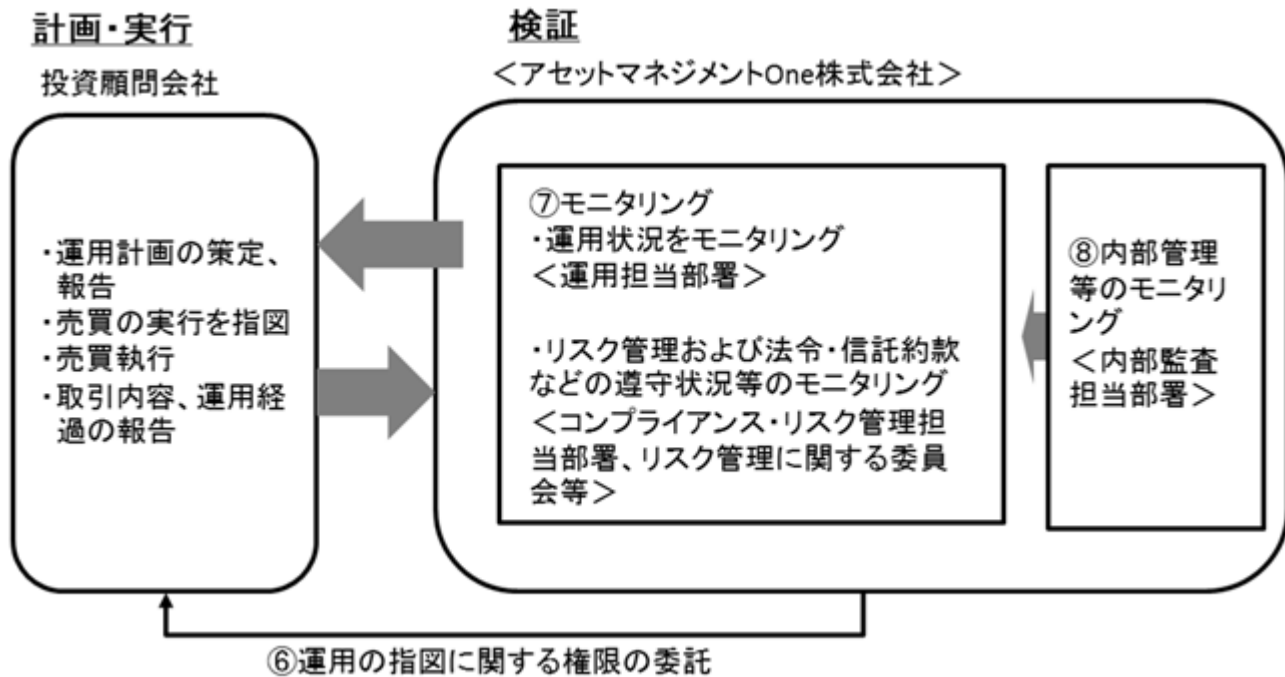 計画・実行
投資顧問会社
・運用計画の策定、
報告
・売買の実行を指図
・売買執行
・取引内容、運用経
過の報告
検証
＜アセットマネジメントOne株式会社＞
⑦モニタリング
・運用状況をモニタリング
＜運用担当部署＞
・リスク管理および法令・信託約款
などの遵守状況等のモニタリング
＜コンプライアンス・リスク管理担
当部署、リスク管理に関する委員
会等＞
⑧内部管理
等のモニタリ
ング
＜内部監査
担当部署＞
⑥運用の指図に関する権限の委託